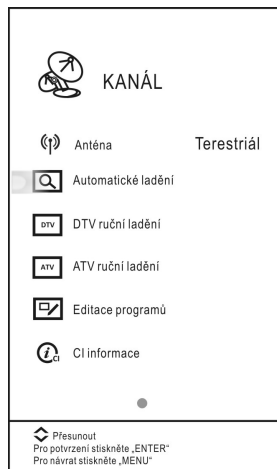 KANÁL
Anténa Terestriál
Automatické ladění
DTV DTV ruční ladění
ATV ATV ruční ladění
Editace programů
CI CI informace
Přesunout
Pro potvrzení stiskněte „ENTER“
Pro návrat stiskněte „MENU“